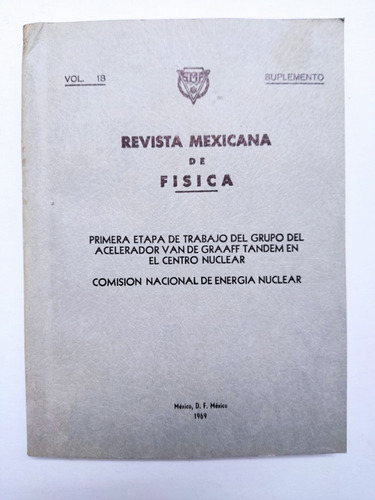 VOL. 18 SUPLEMENTO
SMF
REVISTA MEXICANA
DE
FISICA
PRIMERA ETAPA DE TRABAJO DEL GRUPO DEL
ACELERADOR VAN DE GRAAFF TANDEM EN
EL CENTRO NUCLEAR
COMISION NACIONAL DE ENERGIA NUCLEAR
México, D. F. México
1969